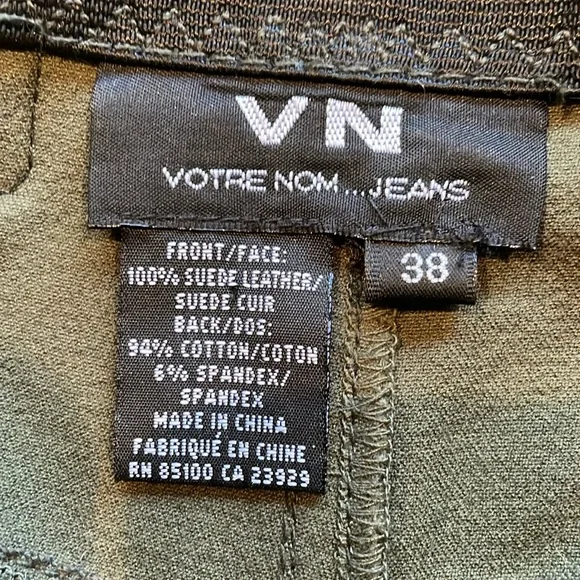 VN
VOTRE NOM...JEANS
38
FRONT/FACE:
100% SUEDE LEATHER/
SUEDE CUIR
BACK/DOS:
94% COTTON/COTON
6% SPANDEX/
SPANDEX
MADE IN CHINA
FABRIQUÉ EN CHINE
RN 85100 CA 23929